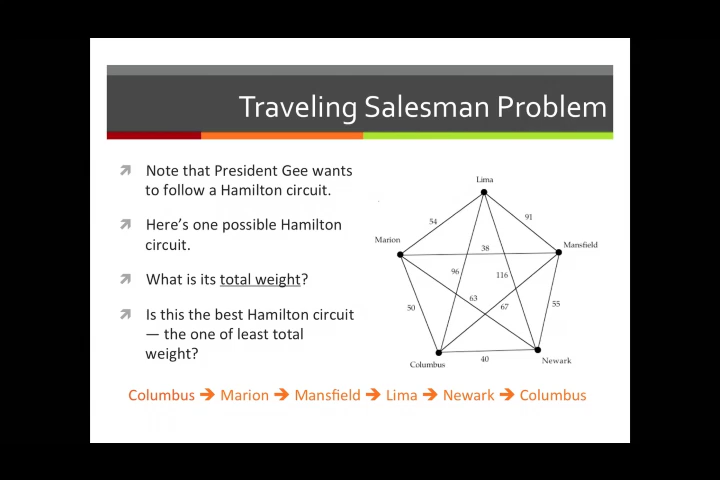 Traveling Salesman Problem
Note that President Gee wants
to follow a Hamilton circuit.
Here's one possible Hamilton
circuit.
What is its total weight?
Is this the best Hamilton circuit
— the one of least total
weight?
Lima
54
91
Marion
38
Mansfield
96
116
63
67
50
55
Columbus
40
Newark
Columbus ➔ Marion ➔ Mansfield ➔ Lima ➔ Newark ➔ Columbus